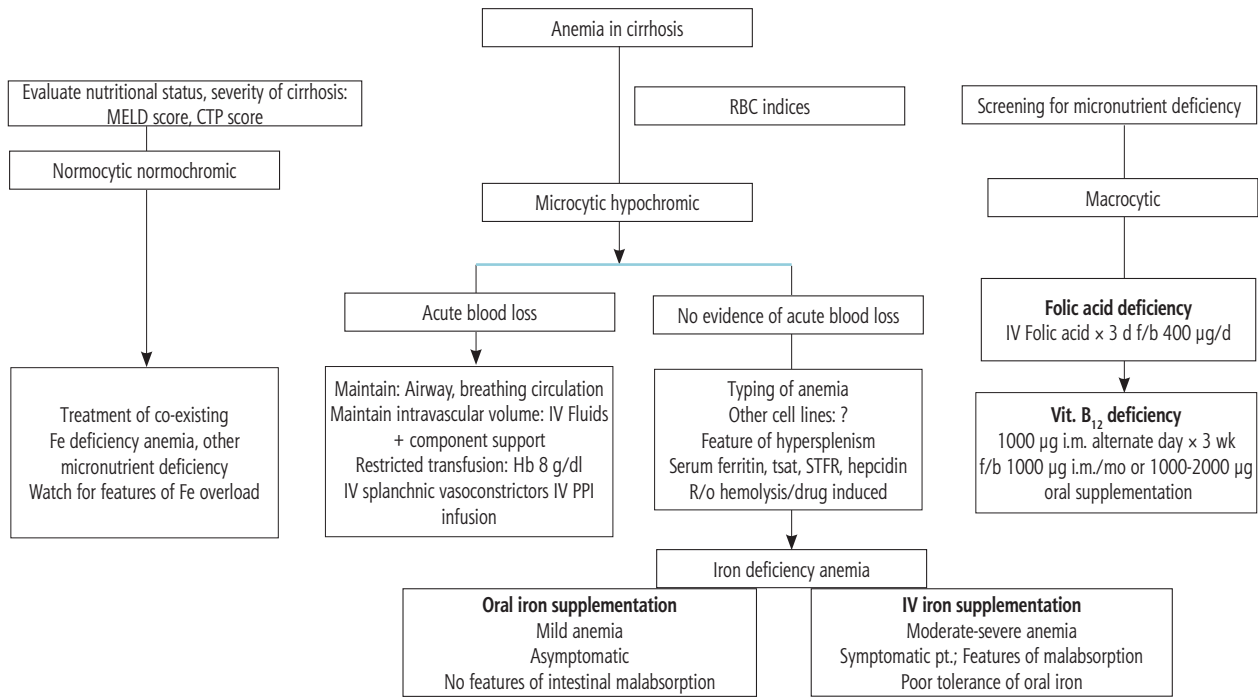 Anemia in cirrhosis
Evaluate nutritional status, severity of cirrhosis:
MELD score, CTP score
RBC indices
Screening for micronutrient deficiency
Normocytic normochromic
Microcytic hypochromic
Macrocytic
Acute blood loss
No evidence of acute blood loss
Folic acid deficiency
IV Folic acid × 3 d f/b 400 µg/d
Treatment of co-existing
Fe deficiency anemia, other
micronutrient deficiency
Watch for features of Fe overload
Maintain: Airway, breathing circulation
Maintain intravascular volume: IV Fluids
+ component support
Restricted transfusion: Hb 8 g/dl
IV splanchnic vasoconstrictors IV PPI
infusion
Typing of anemia
Other cell lines: ?
Feature of hypersplenism
Serum ferritin, tsat, STFR, hepcidin
R/o hemolysis/drug induced
Vit. B12 deficiency
1000 µg i.m. alternate day × 3 wk
f/b 1000 µg i.m./mo or 1000-2000 µg
oral supplementation
Iron deficiency anemia
Oral iron supplementation
Mild anemia
Asymptomatic
No features of intestinal malabsorption
IV iron supplementation
Moderate-severe anemia
Symptomatic pt.; Features of malabsorption
Poor tolerance of oral iron